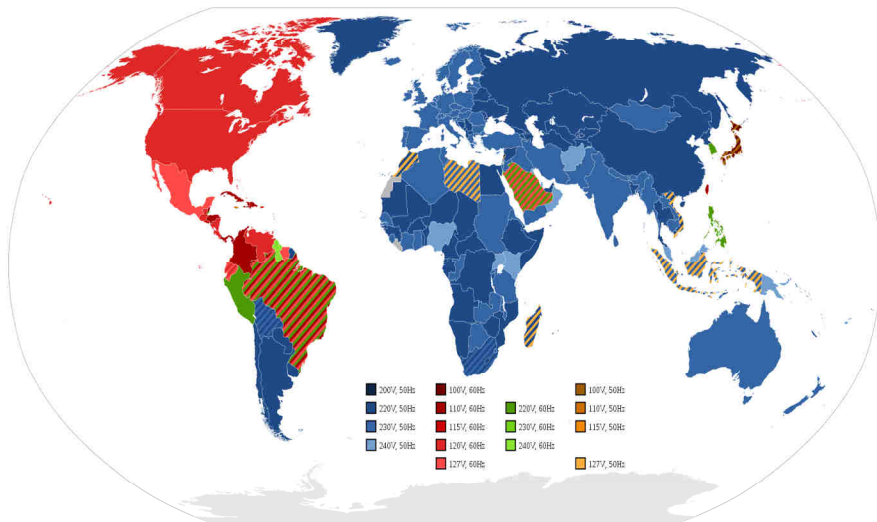 200V, 50Hz 100V, 60Hz 100V, 50Hz
220V, 50Hz 110V, 60Hz 220V, 60Hz 110V, 50Hz
230V, 50Hz 115V, 60Hz 230V, 60Hz 115V, 50Hz
240V, 50Hz 120V, 60Hz 240V, 60Hz
127V, 60Hz 127V, 50Hz